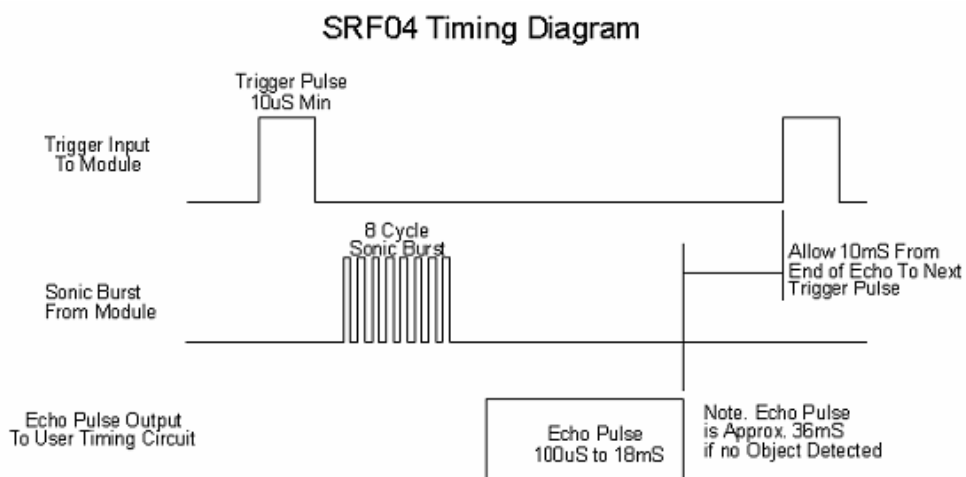 SRF04 Timing Diagram
Trigger Pulse
10uS Min
Trigger Input
To Module
8 Cycle
Sonic Burst
Allow 10mS From
End of Echo To Next
Trigger Pulse
Sonic Burst
From Module
Echo Pulse Output
To User Timing Circuit
Echo Pulse
100uS to 18mS
Note. Echo Pulse
is Approx. 36mS
if no Object Detected